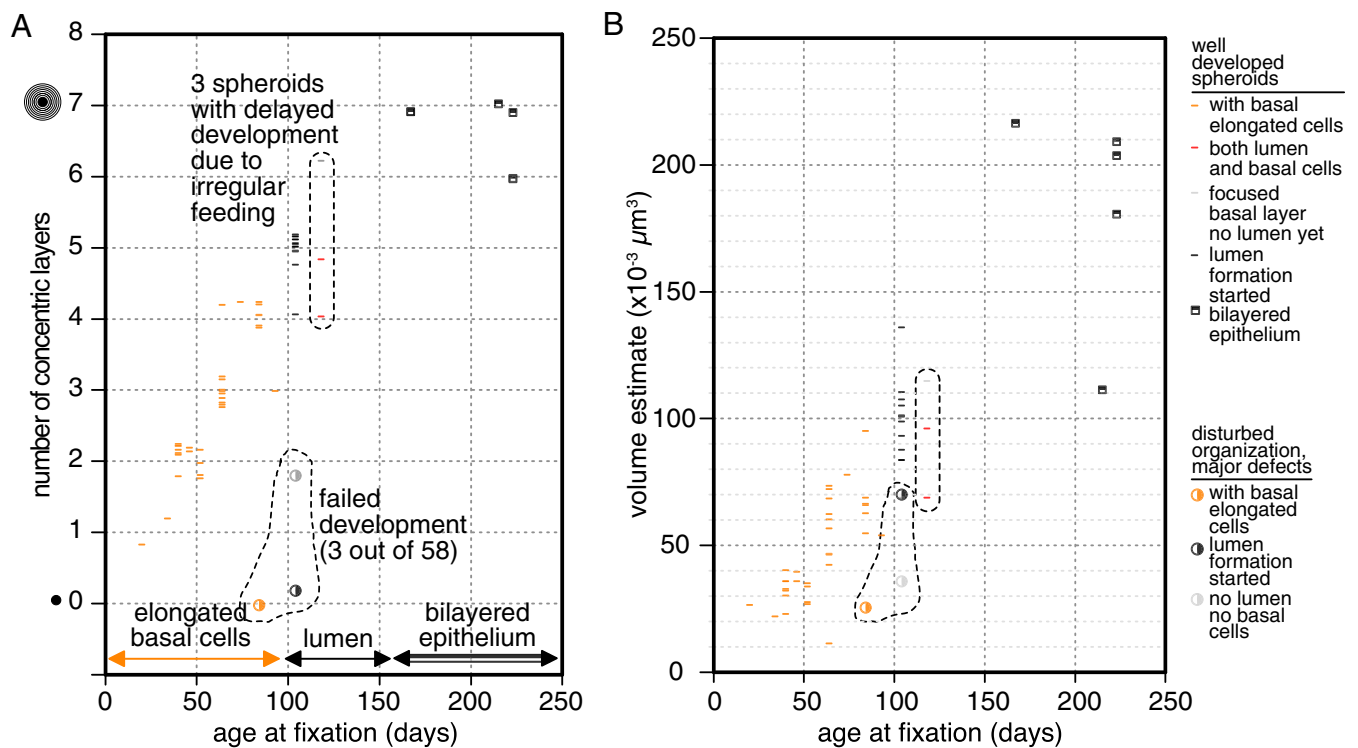 A
8
7
6
5
4
3
2
1
0
number of concentric layers
3 spheroids
with delayed
development
due to
irregular
feeding
failed
development
(3 out of 58)
elongated
basal cells
lumen
bilayered
epithelium
0
50
100
150
200
250
age at fixation (days)
B
250
200
150
100
50
0
volume estimate (x10⁻³ µm³)
0
50
100
150
200
250
age at fixation (days)
well
developed
spheroids
with basal
elongated cells
both lumen
and basal cells
focused
basal layer
no lumen yet
lumen
formation
started
bilayered
epithelium
disturbed
organization,
major defects
with basal
elongated
cells
lumen
formation
started
no lumen
no basal
cells